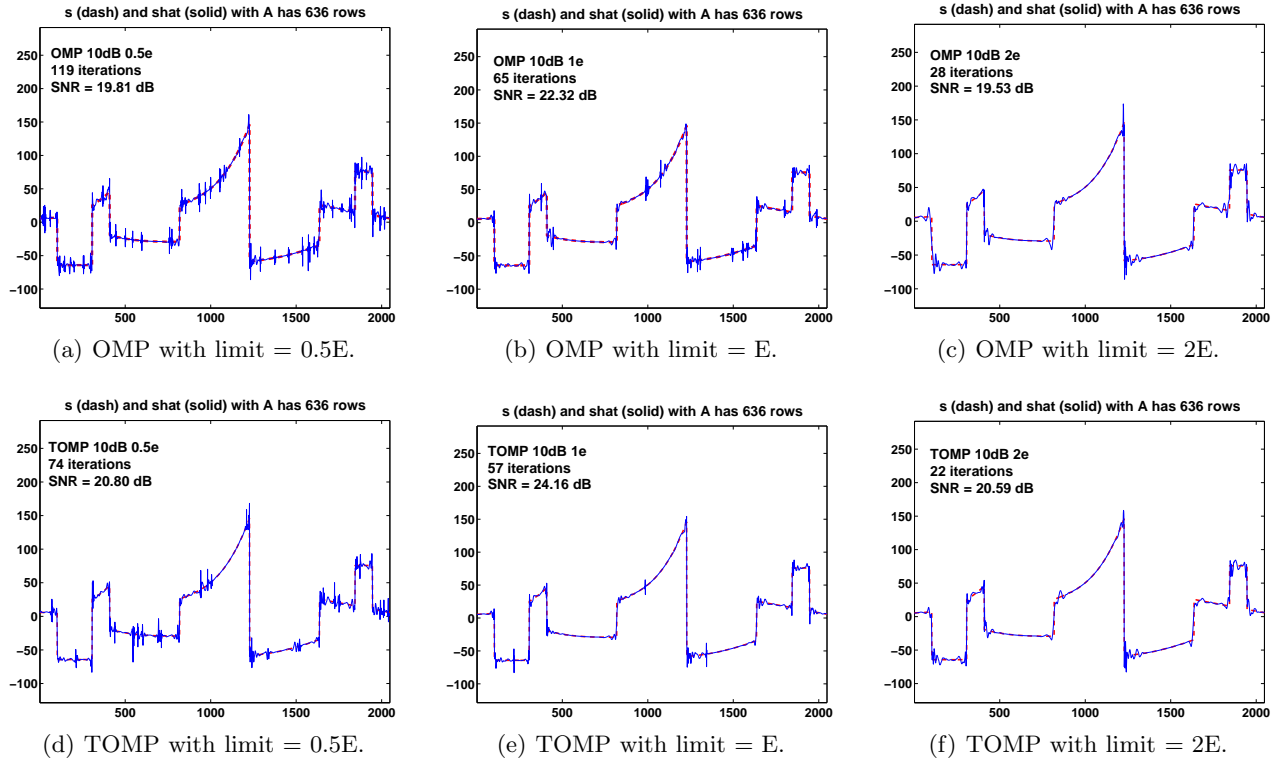 s (dash) and shat (solid) with A has 636 rows
OMP 10dB 0.5e
119 iterations
SNR = 19.81 dB
250
200
150
100
50
0
−50
−100
500
1000
1500
2000
(a) OMP with limit = 0.5E.
s (dash) and shat (solid) with A has 636 rows
OMP 10dB 1e
65 iterations
SNR = 22.32 dB
250
200
150
100
50
0
−50
−100
500
1000
1500
2000
(b) OMP with limit = E.
s (dash) and shat (solid) with A has 636 rows
OMP 10dB 2e
28 iterations
SNR = 19.53 dB
250
200
150
100
50
0
−50
−100
500
1000
1500
2000
(c) OMP with limit = 2E.
s (dash) and shat (solid) with A has 636 rows
TOMP 10dB 0.5e
74 iterations
SNR = 20.80 dB
250
200
150
100
50
0
−50
−100
500
1000
1500
2000
(d) TOMP with limit = 0.5E.
s (dash) and shat (solid) with A has 636 rows
TOMP 10dB 1e
57 iterations
SNR = 24.16 dB
250
200
150
100
50
0
−50
−100
500
1000
1500
2000
(e) TOMP with limit = E.
s (dash) and shat (solid) with A has 636 rows
TOMP 10dB 2e
22 iterations
SNR = 20.59 dB
250
200
150
100
50
0
−50
−100
500
1000
1500
2000
(f) TOMP with limit = 2E.